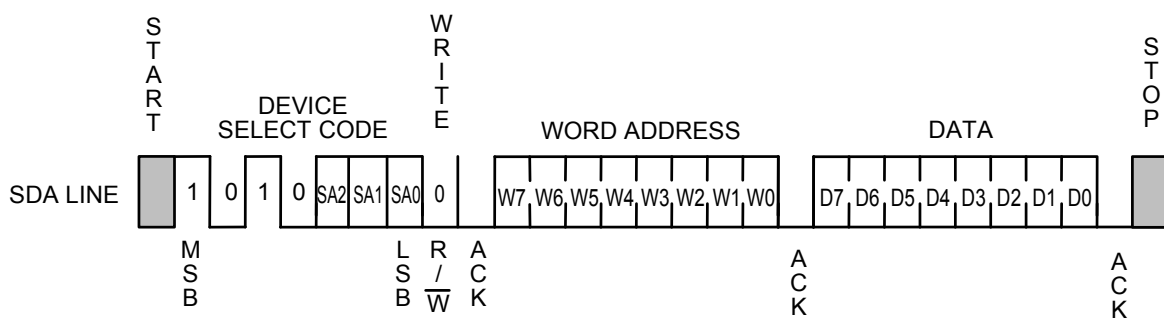 START
WRITE
STOP
DEVICE
SELECT CODE
WORD ADDRESS
DATA
SDA LINE
1 0 1 0 SA2 SA1 SA0 0 W7 W6 W5 W4 W3 W2 W1 W0 D7 D6 D5 D4 D3 D2 D1 D0
MSB
LSB
R/W̅
ACK
ACK
ACK